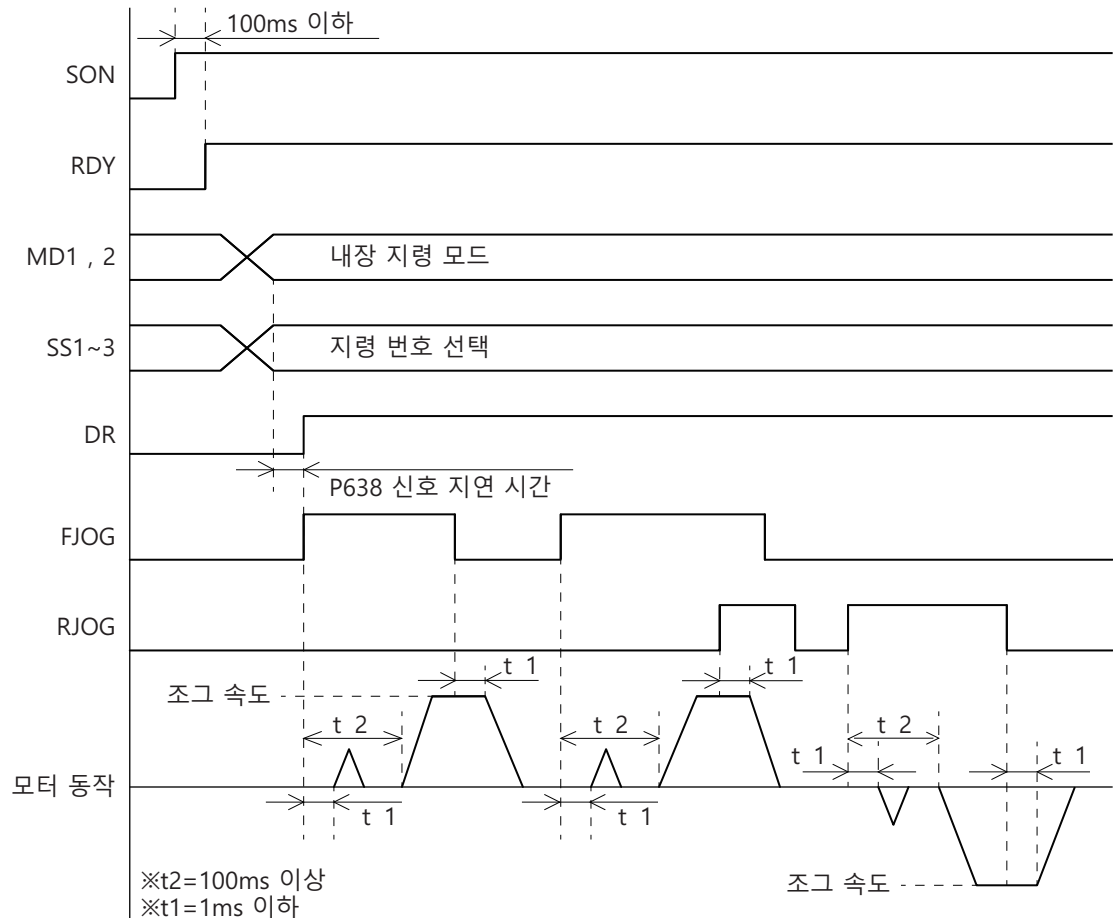 100ms 이하
SON
RDY
MD1 , 2
내장 지령 모드
SS1~3
지령 번호 선택
DR
P638 신호 지연 시간
FJOG
RJOG
t 1
t 1
조그 속도
t 2
t 2
t 2
t 1
t 1
모터 동작
t 1
t 1
※t2=100ms 이상
조그 속도
※t1=1ms 이하